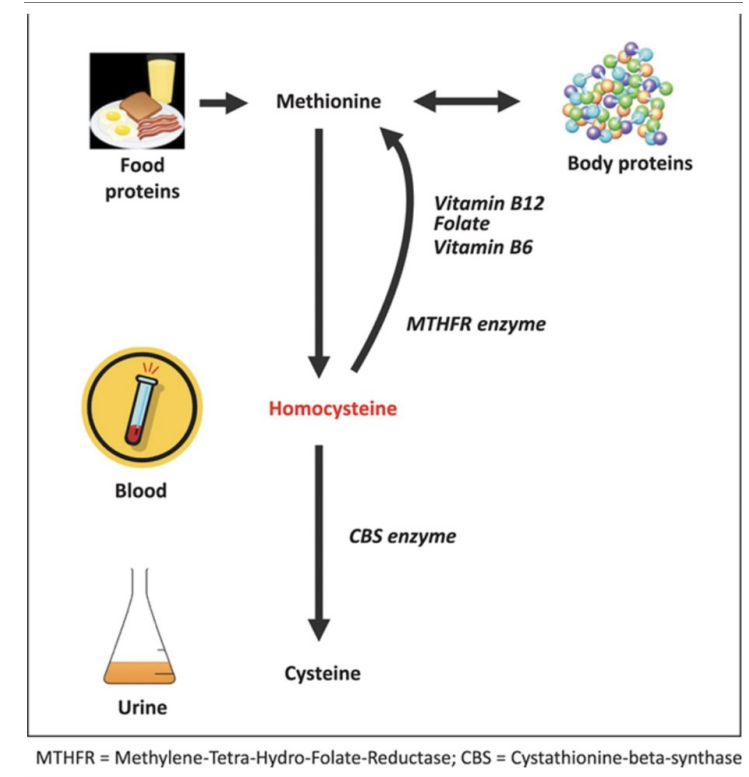 Methionine
Food
proteins
Body proteins
Vitamin B12
Folate
Vitamin B6
MTHFR enzyme
Homocysteine
Blood
CBS enzyme
Cysteine
Urine
MTHFR = Methylene-Tetra-Hydro-Folate-Reductase; CBS = Cystathionine-beta-synthase